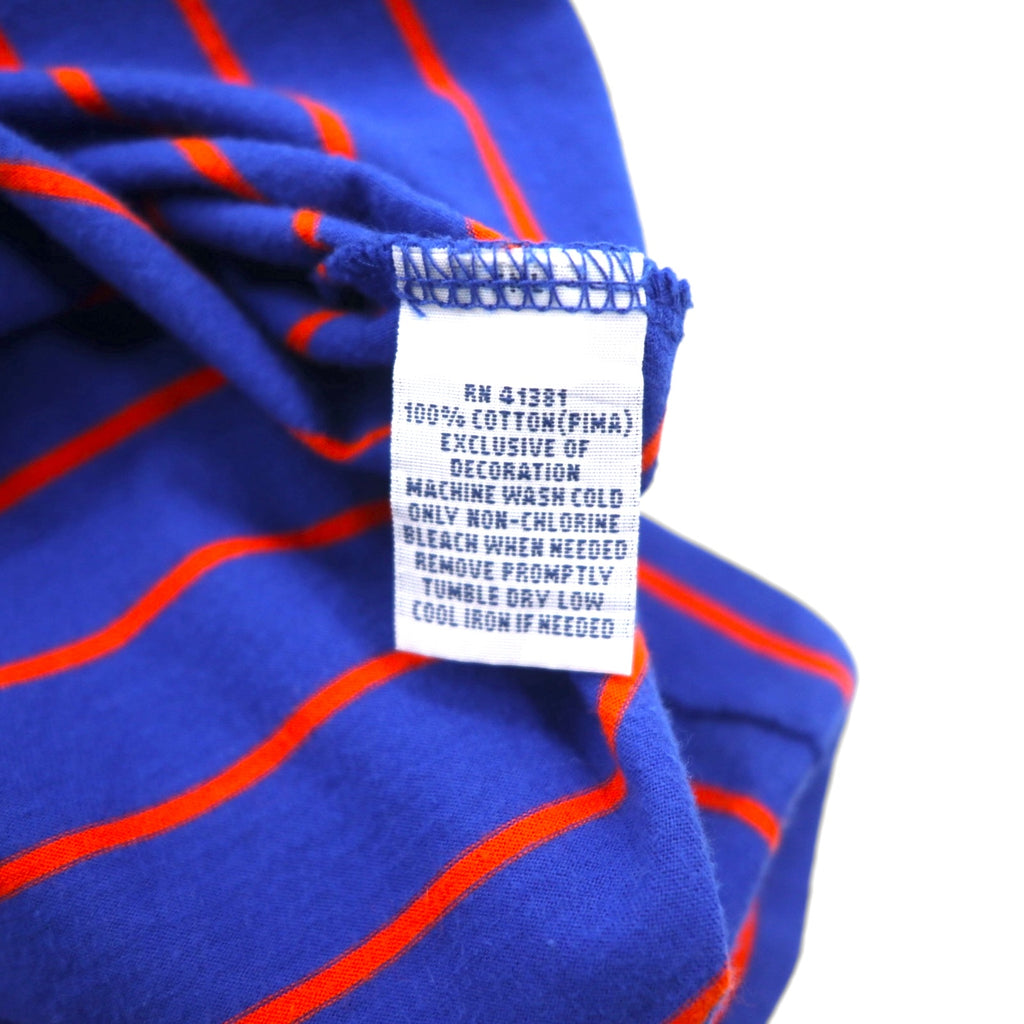 RN 41381
100% COTTON(PIMA)
EXCLUSIVE OF
DECORATION
MACHINE WASH COLD
ONLY NON-CHLORINE
BLEACH WHEN NEEDED
REMOVE PROMPTLY
TUMBLE DRY LOW
COOL IRON IF NEEDED